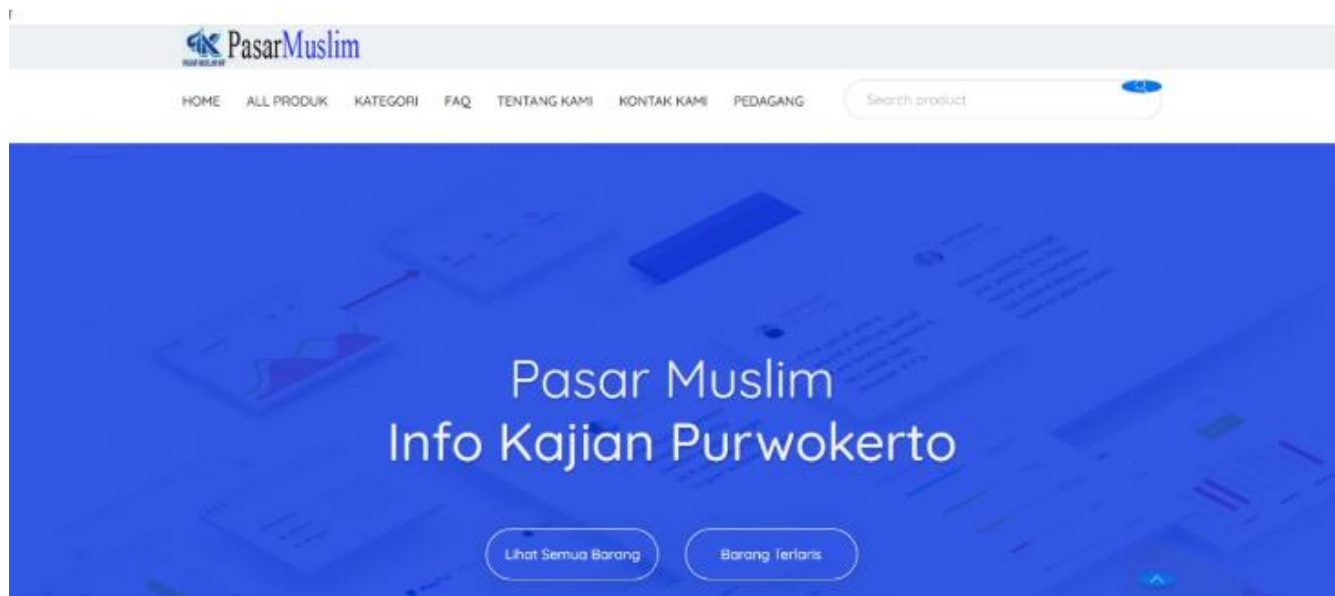 r
PasarMuslim
HOME ALL PRODUK KATEGORI FAQ TENTANG KAMI KONTAK KAMI PEDAGANG Search product
Pasar Muslim
Info Kajian Purwokerto
Lihat Semua Barang Barang Terlaris